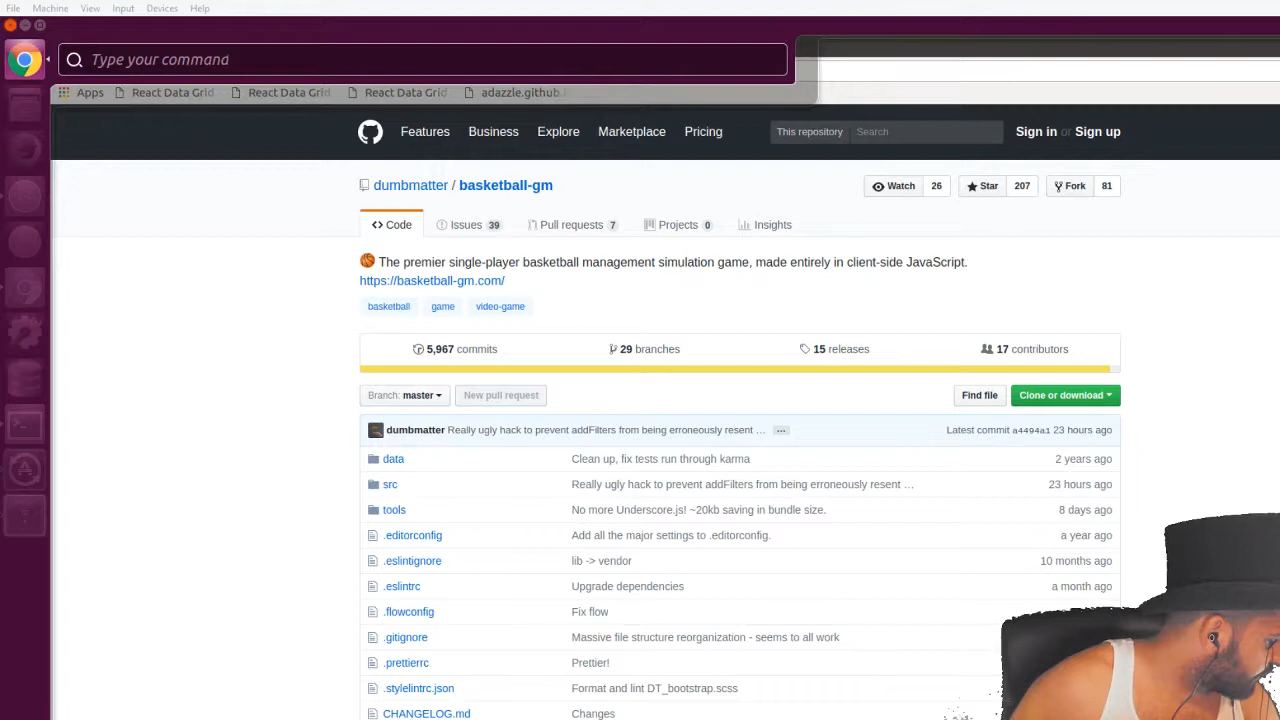 File Machine View Input Devices Help
Type your command
Apps React Data Grid React Data Grid React Data Grid adazzle.github.
Features Business Explore Marketplace Pricing This repository Search Sign in or Sign up
dumbmatter / basketball-gm Watch 26 Star 207 Fork 81
Code Issues 39 Pull requests 7 Projects 0 Insights
The premier single-player basketball management simulation game, made entirely in client-side JavaScript.
https://basketball-gm.com/
basketball game video-game
5,967 commits 29 branches 15 releases 17 contributors
Branch: master New pull request Find file Clone or download
dumbmatter Really ugly hack to prevent addFilters from being erroneously resent … ... Latest commit a4494a1 23 hours ago
data Clean up, fix tests run through karma 2 years ago
src Really ugly hack to prevent addFilters from being erroneously resent … 23 hours ago
tools No more Underscore.js! ~20kb saving in bundle size. 8 days ago
.editorconfig Add all the major settings to .editorconfig. a year ago
.eslintignore lib -> vendor 10 months ago
.eslintrc Upgrade dependencies a month ago
.flowconfig Fix flow
.gitignore Massive file structure reorganization - seems to all work
.prettierrc Prettier!
.stylelintrc.json Format and lint DT_bootstrap.scss
CHANGELOG.md Changes